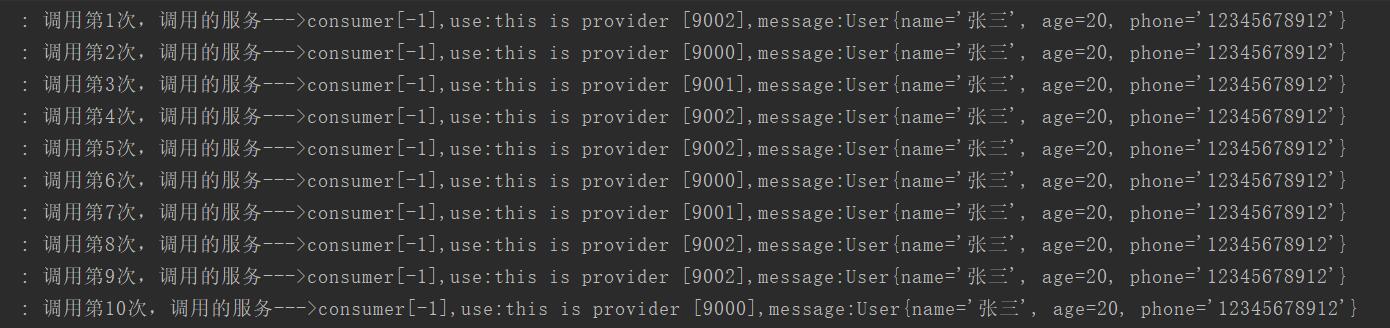 : 调用第1次，调用的服务--->consumer[-1],use:this is provider [9002],message:User{name='张三', age=20, phone='12345678912'}
: 调用第2次，调用的服务--->consumer[-1],use:this is provider [9000],message:User{name='张三', age=20, phone='12345678912'}
: 调用第3次，调用的服务--->consumer[-1],use:this is provider [9001],message:User{name='张三', age=20, phone='12345678912'}
: 调用第4次，调用的服务--->consumer[-1],use:this is provider [9002],message:User{name='张三', age=20, phone='12345678912'}
: 调用第5次，调用的服务--->consumer[-1],use:this is provider [9002],message:User{name='张三', age=20, phone='12345678912'}
: 调用第6次，调用的服务--->consumer[-1],use:this is provider [9000],message:User{name='张三', age=20, phone='12345678912'}
: 调用第7次，调用的服务--->consumer[-1],use:this is provider [9001],message:User{name='张三', age=20, phone='12345678912'}
: 调用第8次，调用的服务--->consumer[-1],use:this is provider [9002],message:User{name='张三', age=20, phone='12345678912'}
: 调用第9次，调用的服务--->consumer[-1],use:this is provider [9002],message:User{name='张三', age=20, phone='12345678912'}
: 调用第10次，调用的服务--->consumer[-1],use:this is provider [9000],message:User{name='张三', age=20, phone='12345678912'}